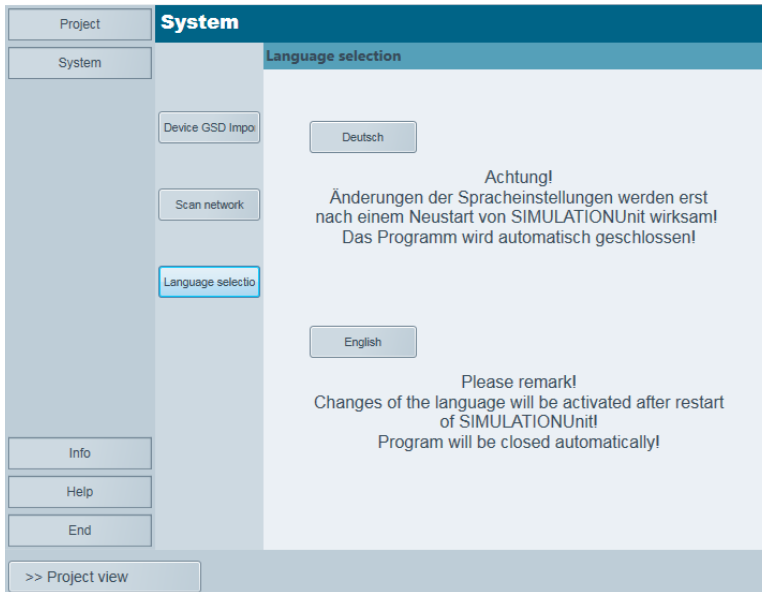 Project
System
System
Language selection
Device GSD Impor
Scan network
Language selectio
Deutsch
Achtung!
Änderungen der Spracheinstellungen werden erst
nach einem Neustart von SIMULATIONUnit wirksam!
Das Programm wird automatisch geschlossen!
English
Please remark!
Changes of the language will be activated after restart
of SIMULATIONUnit!
Program will be closed automatically!
Info
Help
End
>> Project view